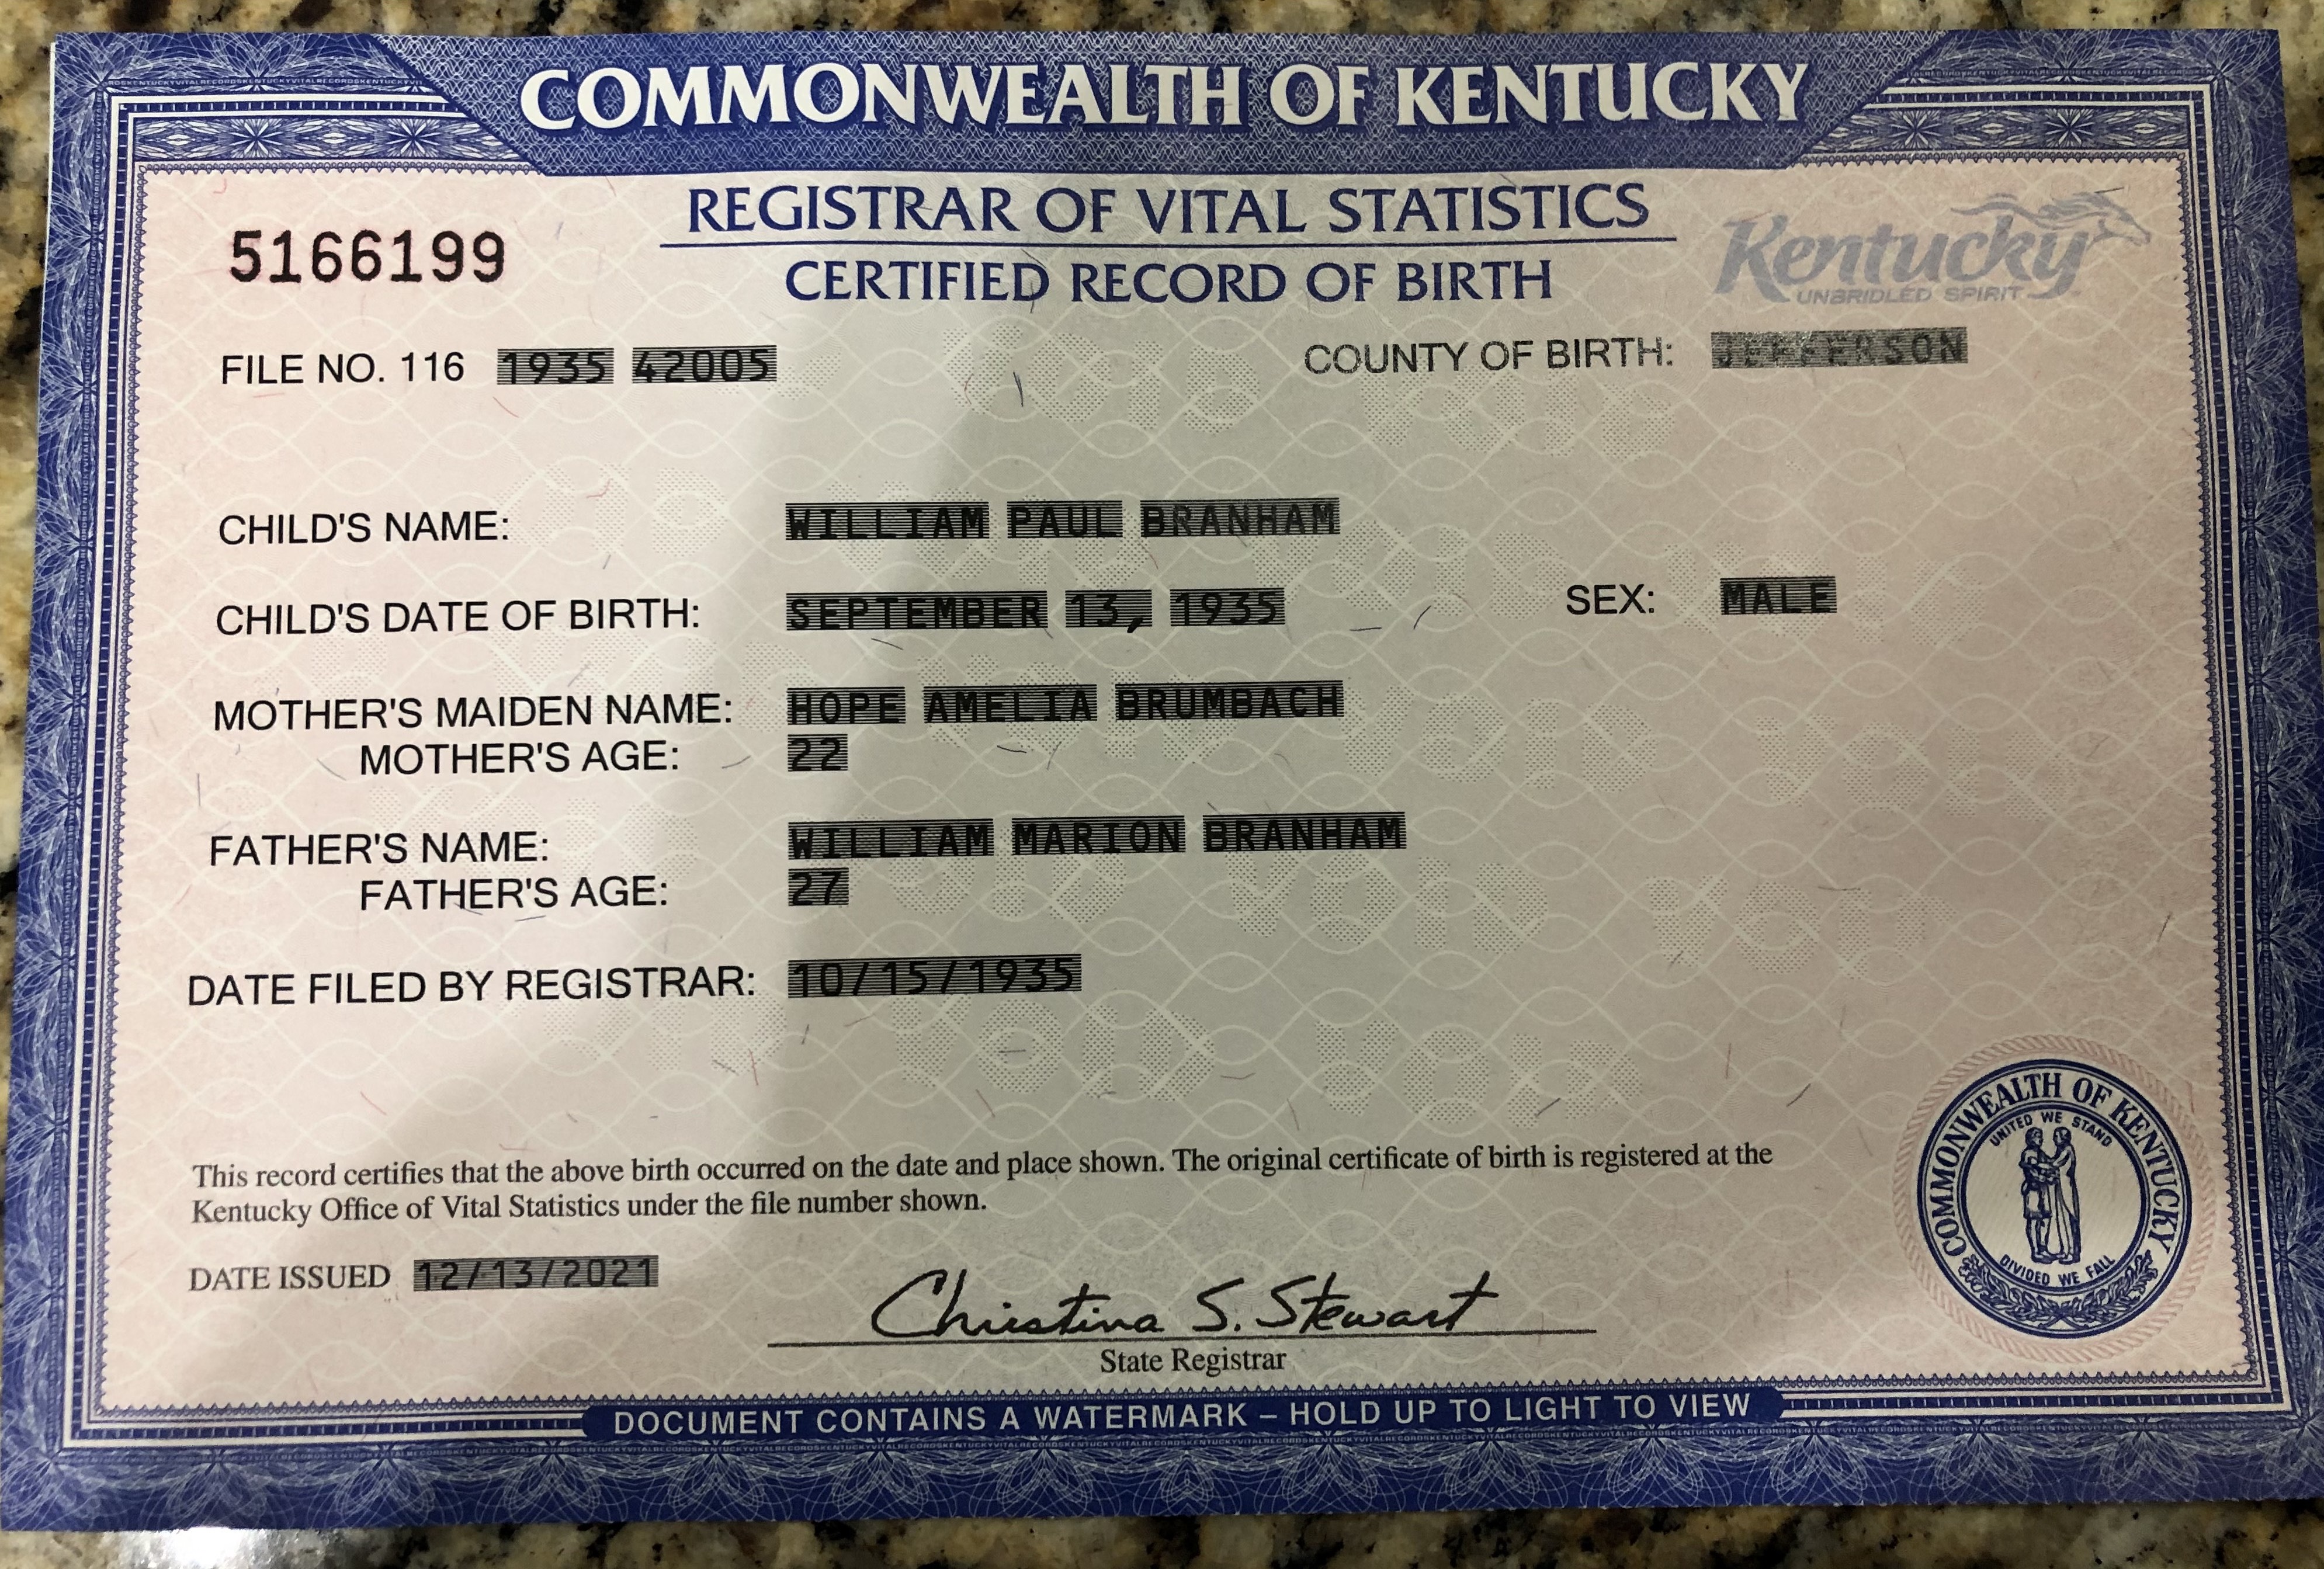 COMMONWEALTH OF KENTUCKY
REGISTRAR OF VITAL STATISTICS
Kentucky
UNBRIDLED SPIRIT
5166199
CERTIFIED RECORD OF BIRTH
FILE NO. 116 1935 42005
COUNTY OF BIRTH: JEFFERSON
CHILD'S NAME: WILLIAM PAUL BRANHAM
CHILD'S DATE OF BIRTH: SEPTEMBER 13, 1935
SEX: MALE
MOTHER'S MAIDEN NAME: HOPE AMELIA BRUMBACH
MOTHER'S AGE: 22
FATHER'S NAME: WILLIAM MARION BRANHAM
FATHER'S AGE: 27
DATE FILED BY REGISTRAR: 10/15/1935
This record certifies that the above birth occurred on the date and place shown. The original certificate of birth is registered at the
Kentucky Office of Vital Statistics under the file number shown.
DATE ISSUED 12/13/2021
Christina S. Stewart
State Registrar
COMMONWEALTH OF KENTUCKY
UNITED WE STAND
DIVIDED WE FALL
DOCUMENT CONTAINS A WATERMARK – HOLD UP TO LIGHT TO VIEW